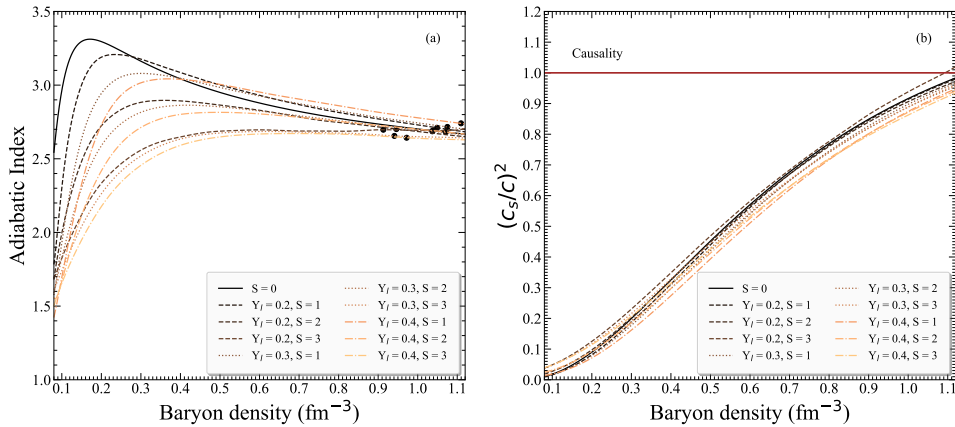 (a)
Adiabatic Index
3.5
3.0
2.5
2.0
1.5
1.0
0.1 0.2 0.3 0.4 0.5 0.6 0.7 0.8 0.9 1.0 1.1
Baryon density (fm⁻³)
S = 0
Y_l = 0.2, S = 1
Y_l = 0.2, S = 2
Y_l = 0.2, S = 3
Y_l = 0.3, S = 1
Y_l = 0.3, S = 2
Y_l = 0.3, S = 3
Y_l = 0.4, S = 1
Y_l = 0.4, S = 2
Y_l = 0.4, S = 3
(b)
Causality
(c_s/c)²
1.2
1.1
1.0
0.9
0.8
0.7
0.6
0.5
0.4
0.3
0.2
0.1
0.0
0.1 0.2 0.3 0.4 0.5 0.6 0.7 0.8 0.9 1.0 1.1
Baryon density (fm⁻³)
S = 0
Y_l = 0.2, S = 1
Y_l = 0.2, S = 2
Y_l = 0.2, S = 3
Y_l = 0.3, S = 1
Y_l = 0.3, S = 2
Y_l = 0.3, S = 3
Y_l = 0.4, S = 1
Y_l = 0.4, S = 2
Y_l = 0.4, S = 3